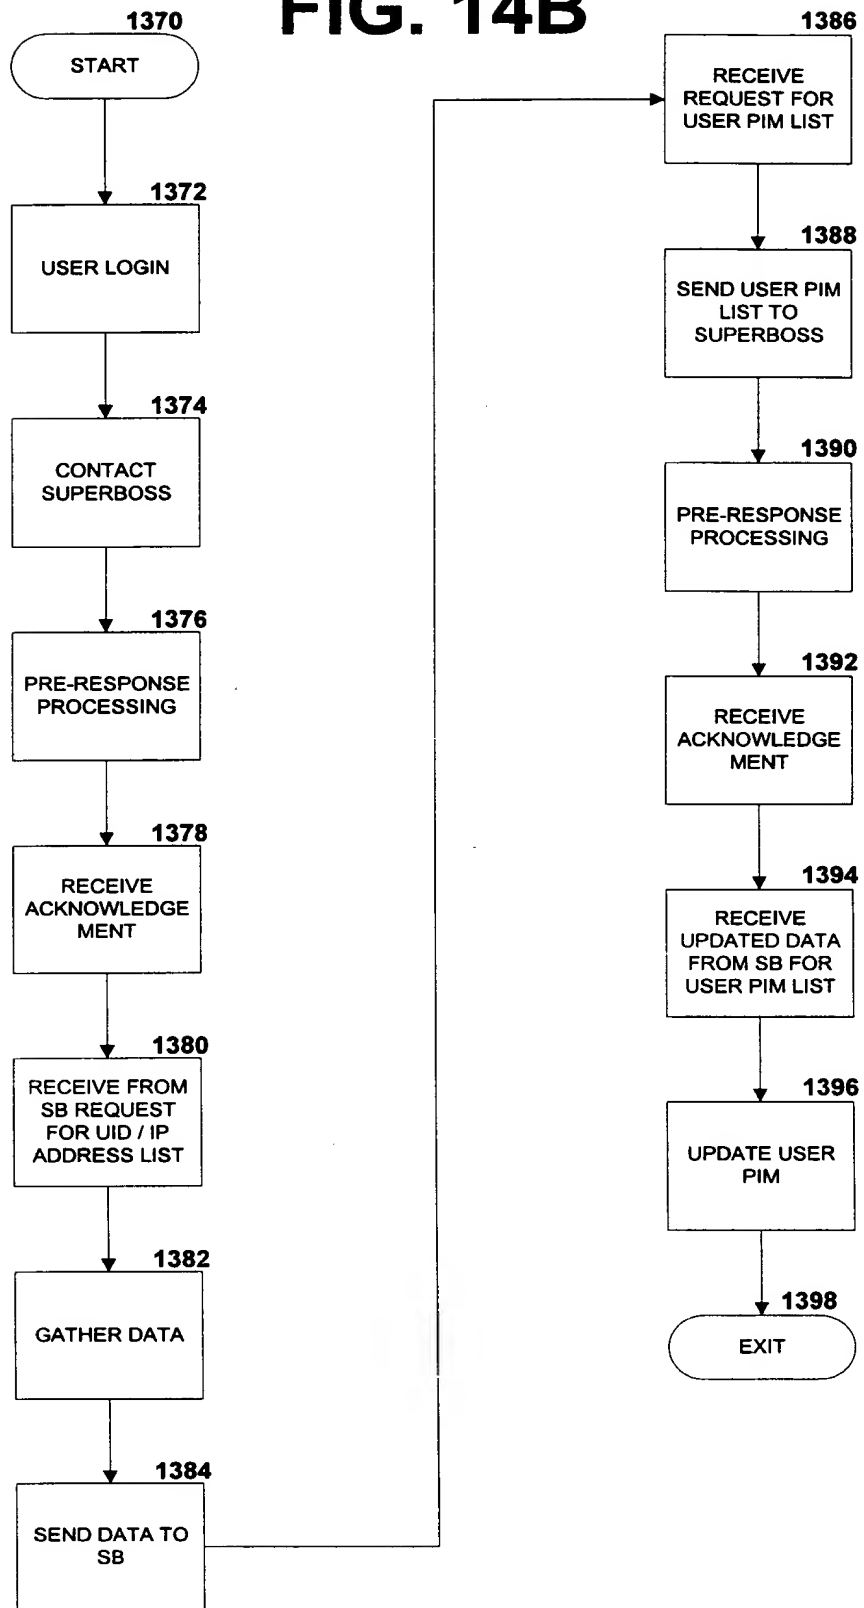 FIG. 14B
1370
START
1372
USER LOGIN
1374
CONTACT
SUPERBOSS
1376
PRE-RESPONSE
PROCESSING
1378
RECEIVE
ACKNOWLEDGE
MENT
1380
RECEIVE FROM
SB REQUEST
FOR UID / IP
ADDRESS LIST
1382
GATHER DATA
1384
SEND DATA TO
SB
1386
RECEIVE
REQUEST FOR
USER PIM LIST
1388
SEND USER PIM
LIST TO
SUPERBOSS
1390
PRE-RESPONSE
PROCESSING
1392
RECEIVE
ACKNOWLEDGE
MENT
1394
RECEIVE
UPDATED DATA
FROM SB FOR
USER PIM LIST
1396
UPDATE USER
PIM
1398
EXIT